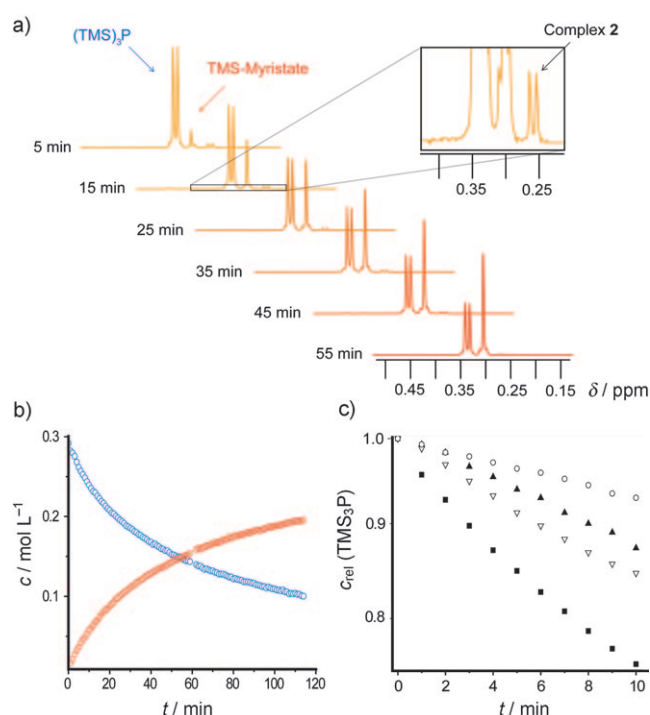 a)
(TMS)₃P
TMS-Myristate
Complex 2
5 min
15 min
0.35 0.25
25 min
35 min
45 min
55 min
0.45 0.35 0.25 0.15 δ / ppm
b)
c / mol L⁻¹
0.3
0.2
0.1
0 20 40 60 80 100 120
t / min
c)
c_rel (TMS₃P)
1.0
0.9
0.8
0 2 4 6 8 10
t / min